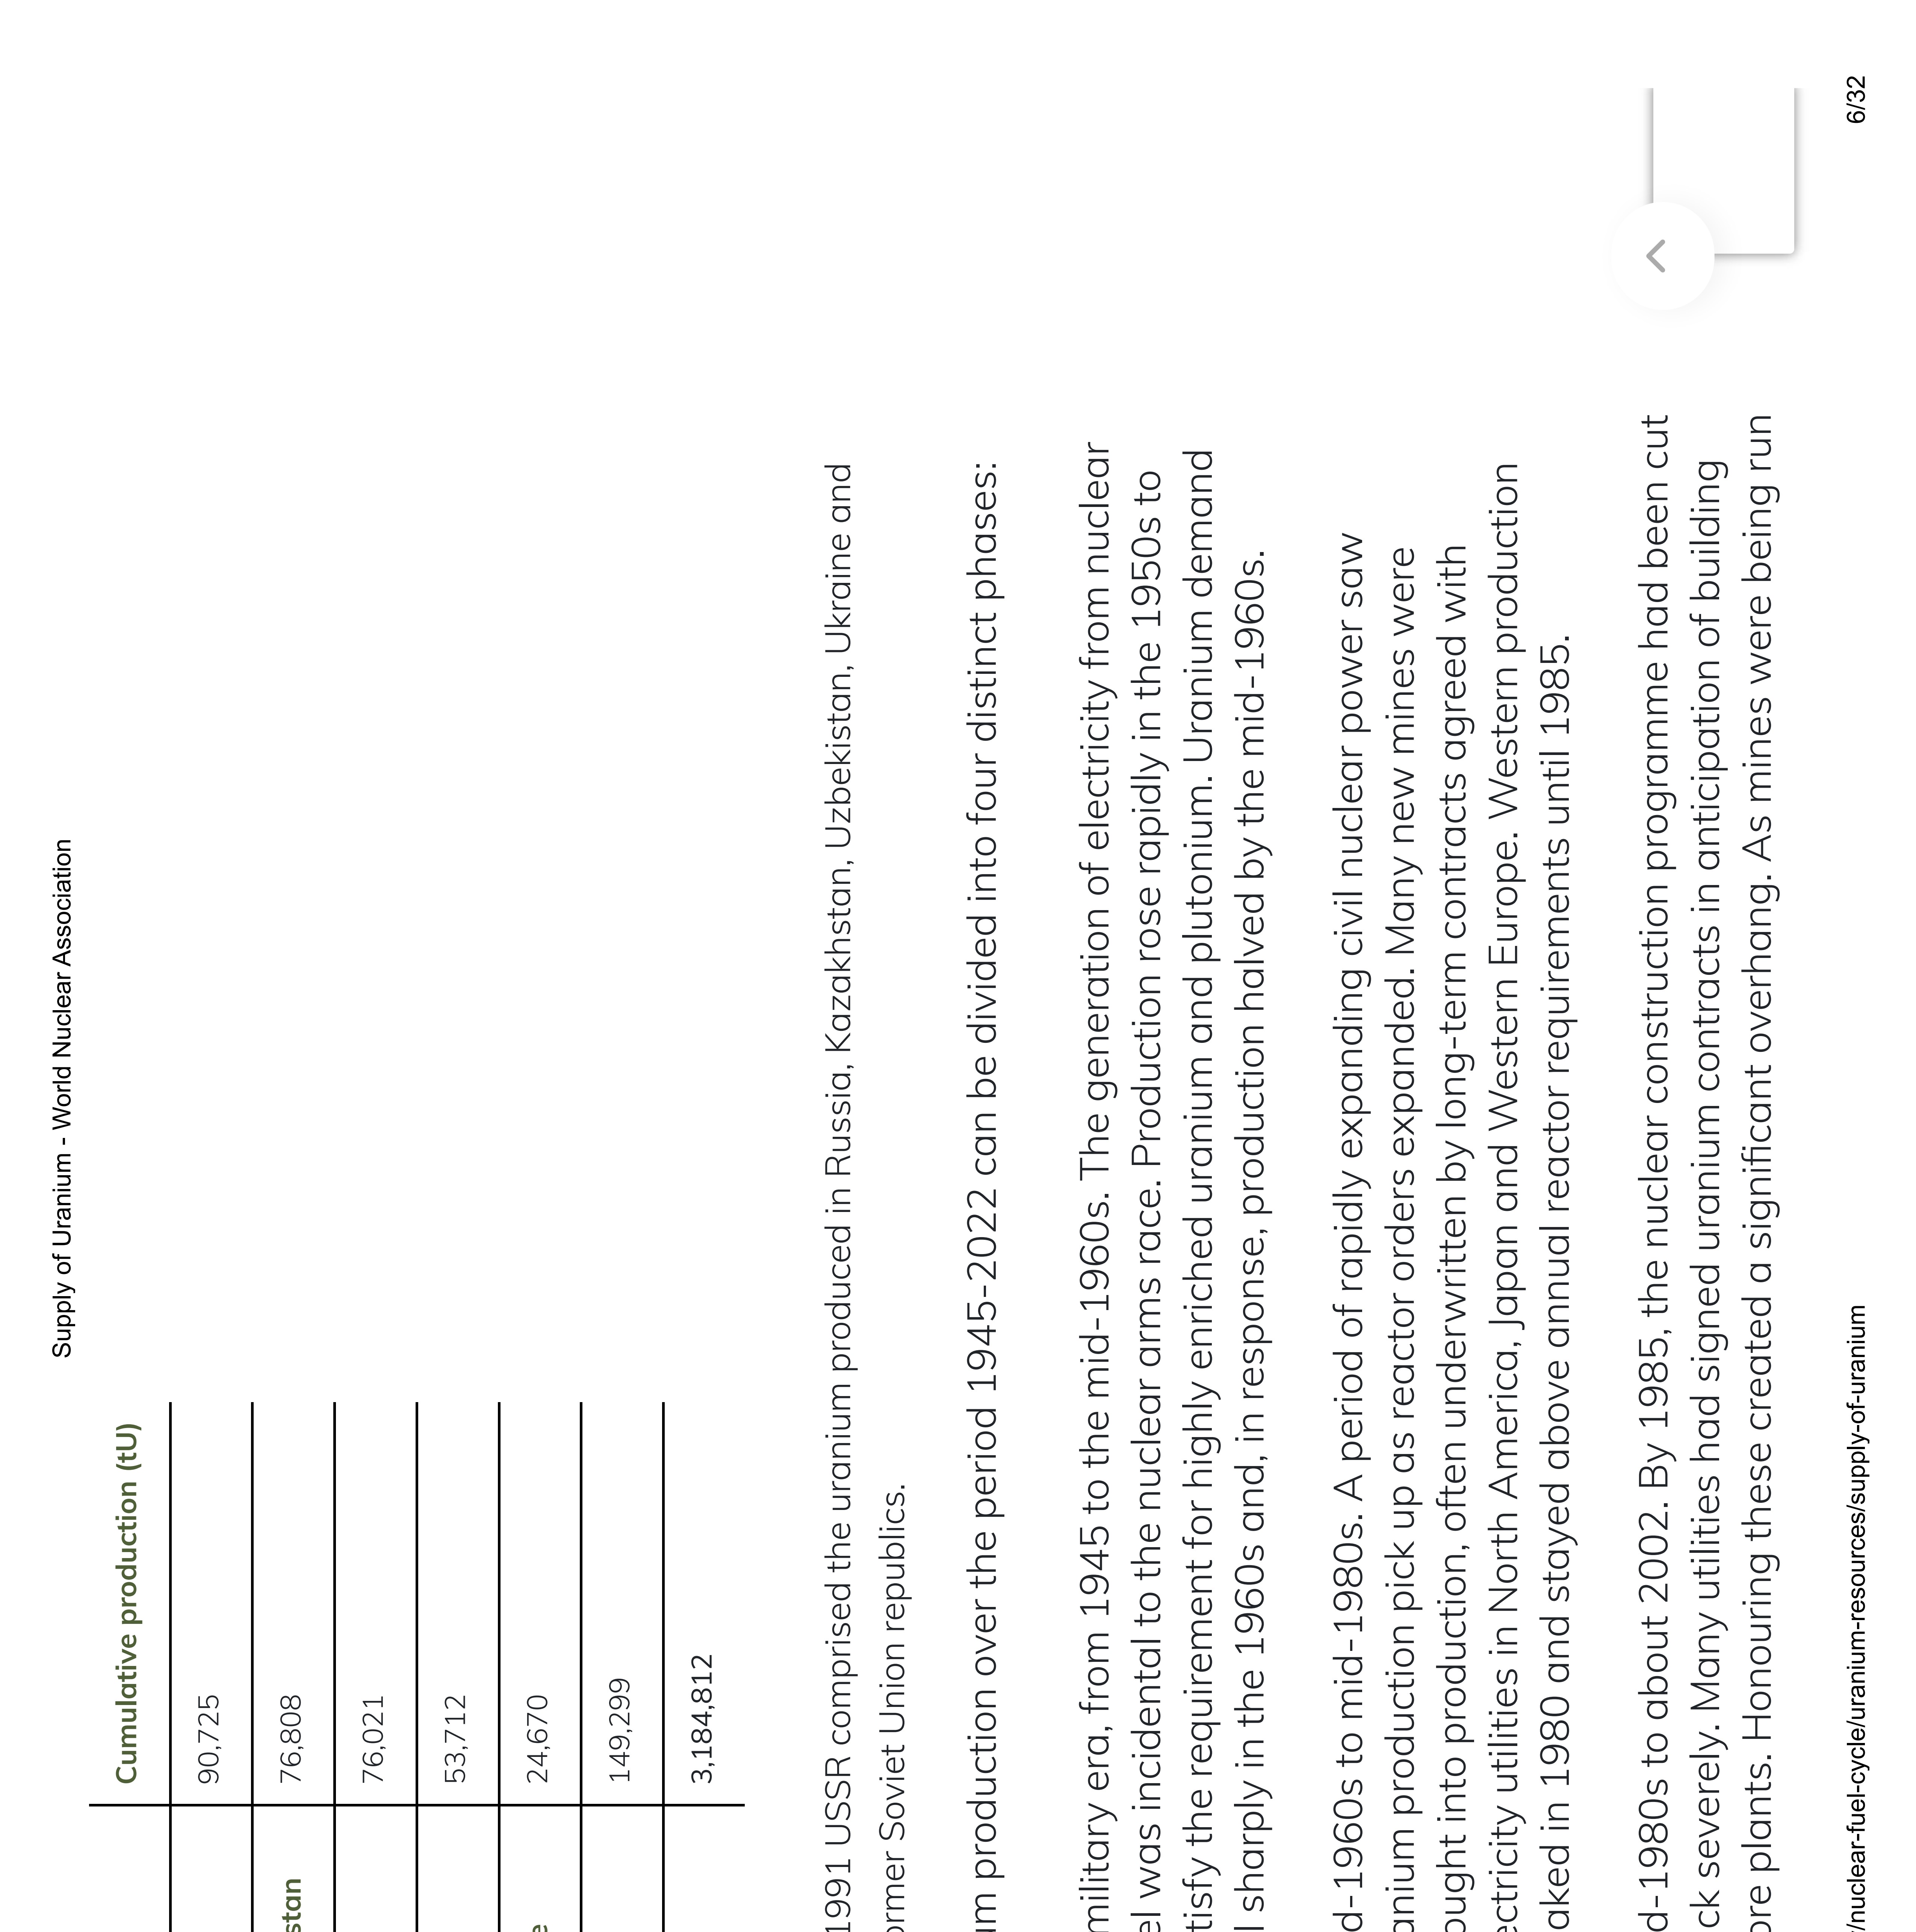 Supply of Uranium - World Nuclear Association
Cumulative production (tU)
90,725
stan 76,808
76,021
53,712
e 24,670
149,299
3,184,812
1991 USSR comprised the uranium produced in Russia, Kazakhstan, Uzbekistan, Ukraine and
ormer Soviet Union republics.
m production over the period 1945-2022 can be divided into four distinct phases:
military era, from 1945 to the mid-1960s. The generation of electricity from nuclear
el was incidental to the nuclear arms race. Production rose rapidly in the 1950s to
tisfy the requirement for highly enriched uranium and plutonium. Uranium demand
l sharply in the 1960s and, in response, production halved by the mid-1960s.
d-1960s to mid-1980s. A period of rapidly expanding civil nuclear power saw
anium production pick up as reactor orders expanded. Many new mines were
ought into production, often underwritten by long-term contracts agreed with
ectricity utilities in North America, Japan and Western Europe. Western production
aked in 1980 and stayed above annual reactor requirements until 1985.
d-1980s to about 2002. By 1985, the nuclear construction programme had been cut
ck severely. Many utilities had signed uranium contracts in anticipation of building
ore plants. Honouring these created a significant overhang. As mines were being run
/nuclear-fuel-cycle/uranium-resources/supply-of-uranium
6/32